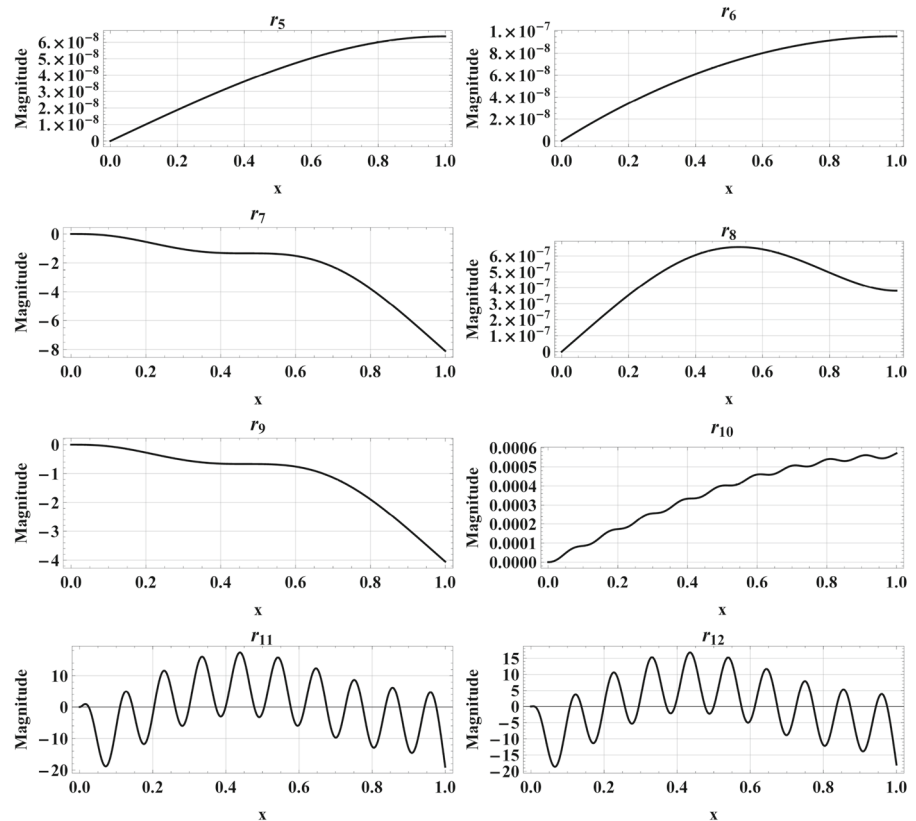 r₅
Magnitude
6.×10⁻⁸
5.×10⁻⁸
4.×10⁻⁸
3.×10⁻⁸
2.×10⁻⁸
1.×10⁻⁸
0
0.0 0.2 0.4 0.6 0.8 1.0
x
r₆
Magnitude
1.×10⁻⁷
8.×10⁻⁸
6.×10⁻⁸
4.×10⁻⁸
2.×10⁻⁸
0
0.0 0.2 0.4 0.6 0.8 1.0
x
r₇
Magnitude
0
−2
−4
−6
−8
0.0 0.2 0.4 0.6 0.8 1.0
x
r₈
Magnitude
6.×10⁻⁷
5.×10⁻⁷
4.×10⁻⁷
3.×10⁻⁷
2.×10⁻⁷
1.×10⁻⁷
0
0.0 0.2 0.4 0.6 0.8 1.0
x
r₉
Magnitude
0
−1
−2
−3
−4
0.0 0.2 0.4 0.6 0.8 1.0
x
r₁₀
Magnitude
0.0006
0.0005
0.0004
0.0003
0.0002
0.0001
0.0000
0.0 0.2 0.4 0.6 0.8 1.0
x
r₁₁
Magnitude
10
0
−10
−20
0.0 0.2 0.4 0.6 0.8 1.0
x
r₁₂
Magnitude
15
10
5
0
−5
−10
−15
−20
0.0 0.2 0.4 0.6 0.8 1.0
x